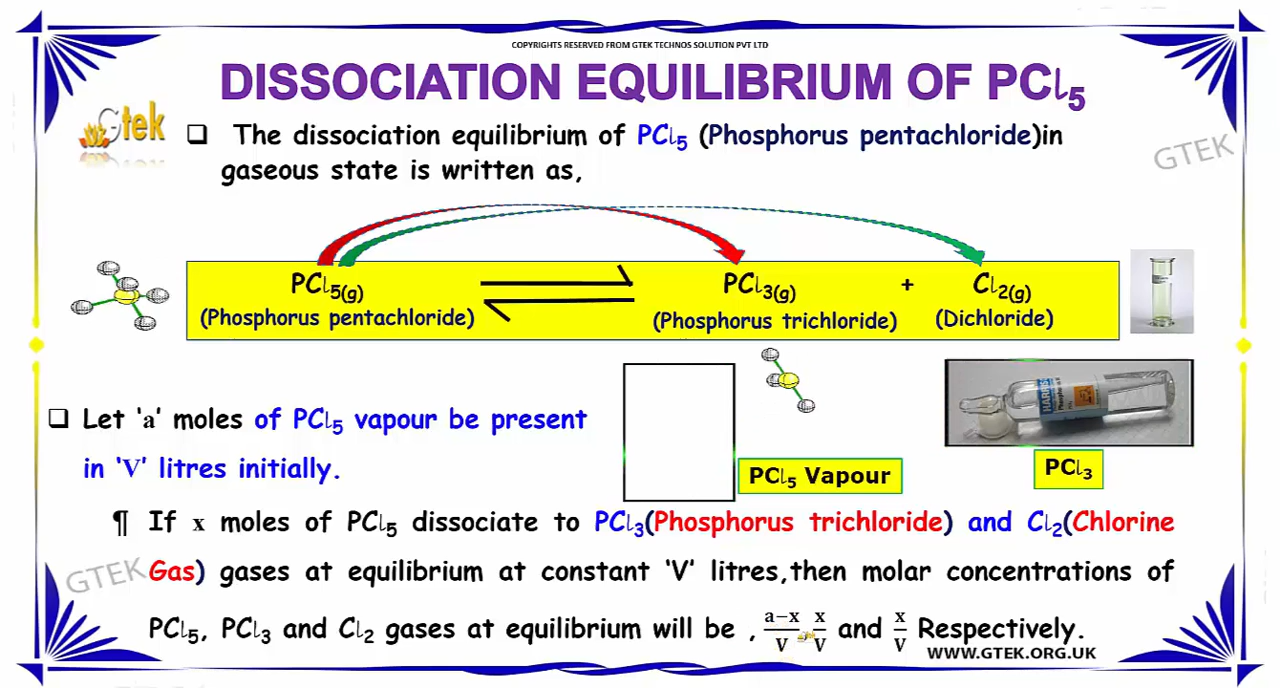 COPYRIGHTS RESERVED FROM GTEK TECHNOS SOLUTION PVT LTD
DISSOCIATION EQUILIBRIUM OF PCl5
Gtek
❑ The dissociation equilibrium of PCl5 (Phosphorus pentachloride)in
gaseous state is written as,
GTEK
PCl5(g) ⇌ PCl3(g) + Cl2(g)
(Phosphorus pentachloride) (Phosphorus trichloride) (Dichloride)
❑ Let 'a' moles of PCl5 vapour be present
in 'V' litres initially.
HARRIS
PCl5 Vapour
PCl3
¶ If x moles of PCl5 dissociate to PCl3(Phosphorus trichloride) and Cl2(Chlorine
GTEK
Gas) gases at equilibrium at constant 'V' litres,then molar concentrations of
PCl5, PCl3 and Cl2 gases at equilibrium will be , a−x/V x/V and x/V Respectively.
WWW.GTEK.ORG.UK